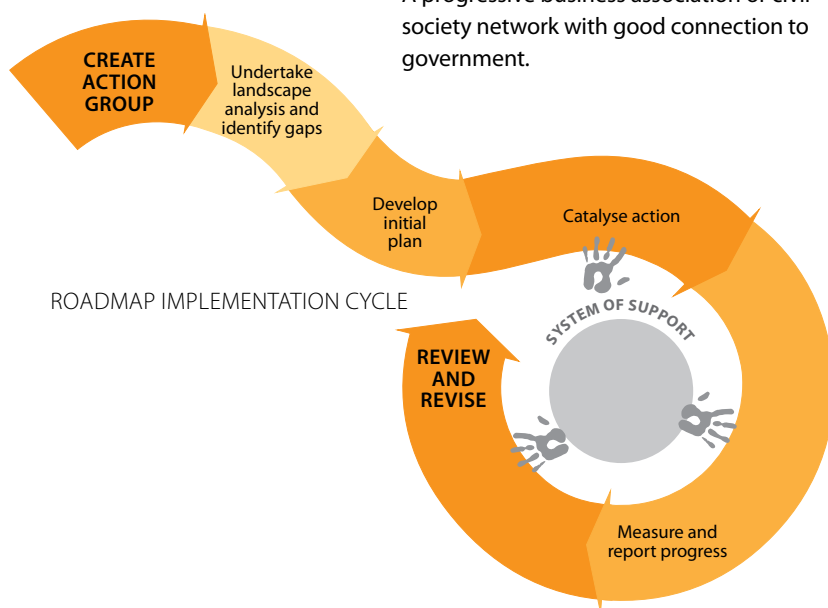 society network with good connection to
government.
CREATE
ACTION
GROUP
Undertake
landscape
analysis and
identify gaps
Develop
initial
plan
Catalyse action
ROADMAP IMPLEMENTATION CYCLE
SYSTEM OF SUPPORT
REVIEW
AND
REVISE
Measure and
report progress